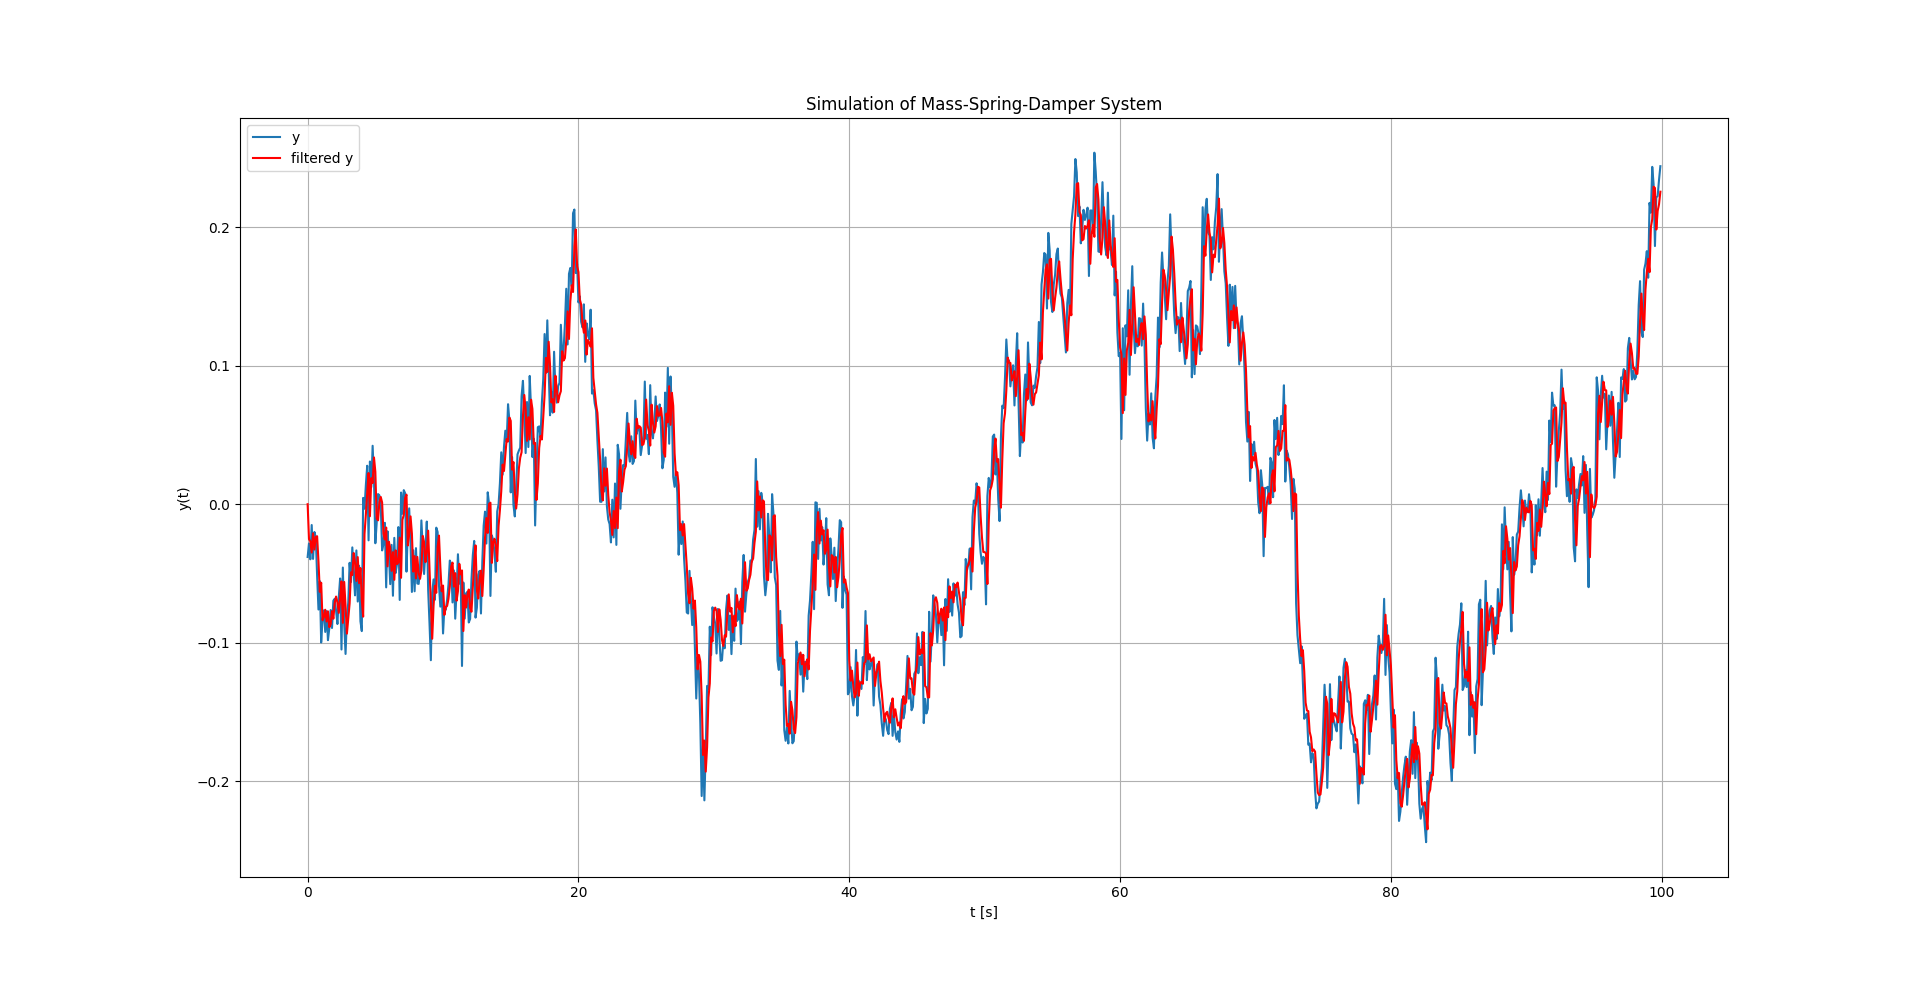 Simulation of Mass-Spring-Damper System
y
filtered y
0.2
0.1
0.0
−0.1
−0.2
y(t)
0 20 40 60 80 100
t [s]